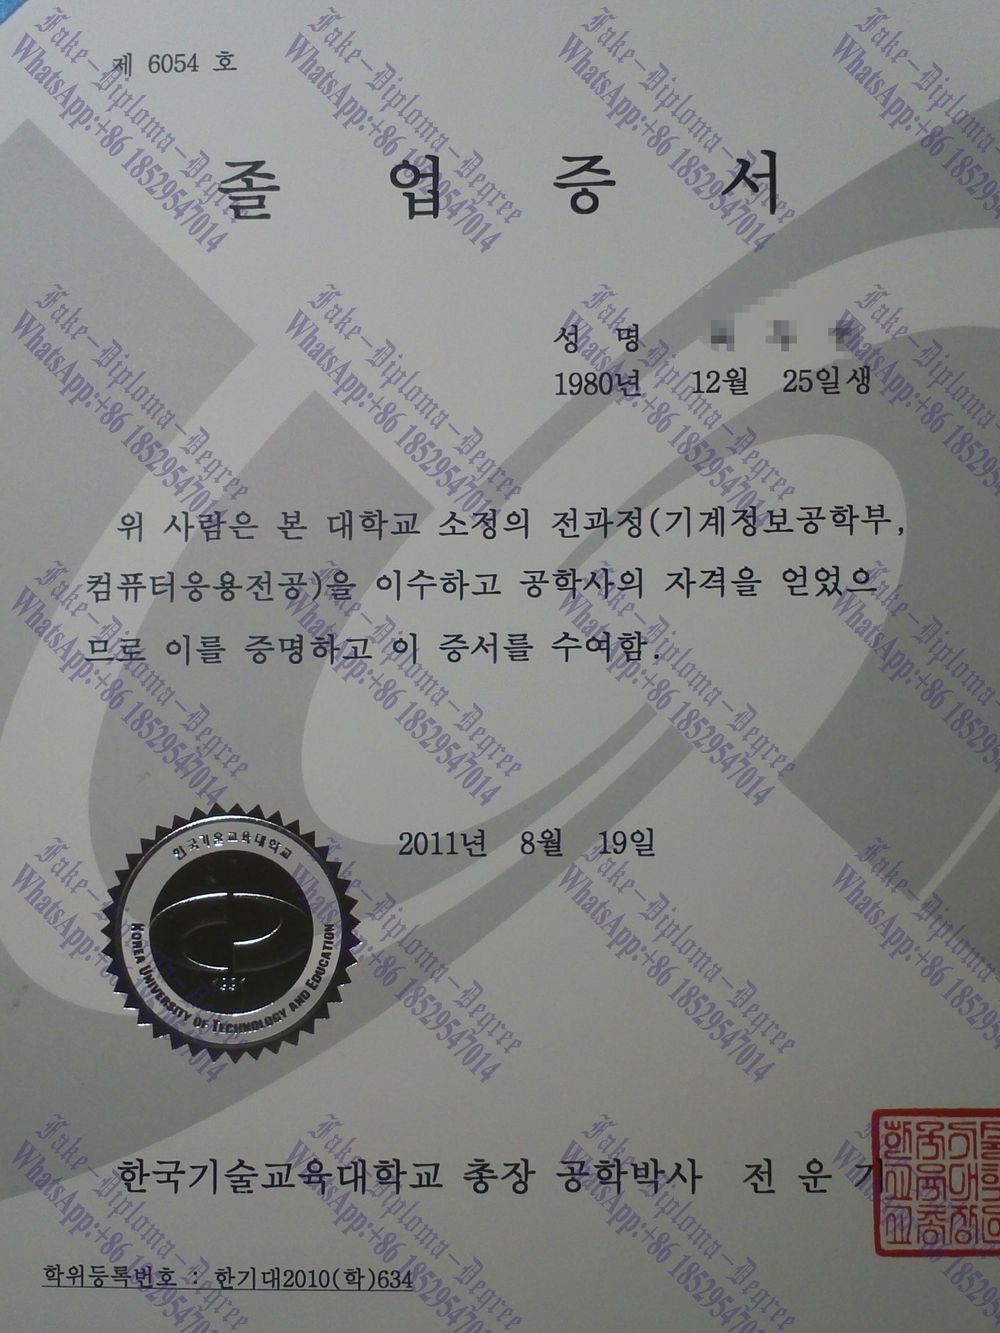 제 6054 호
졸 업 증 서
성 명
1980년 12월 25일생
위 사람은 본 대학교 소정의 전과정(기계정보공학부,
컴퓨터응용전공)을 이수하고 공학사의 자격을 얻었으
므로 이를 증명하고 이 증서를 수여함.
2011년 8월 19일
한국기술교육대학교
1991
KOREA UNIVERSITY OF TECHNOLOGY AND EDUCATION
한국기술교육대학교 총장 공학박사 전 운 기
학위등록번호 : 한기대2010(학)634
Fake-Diploma-Degree
WhatsApp:+86 18529547014